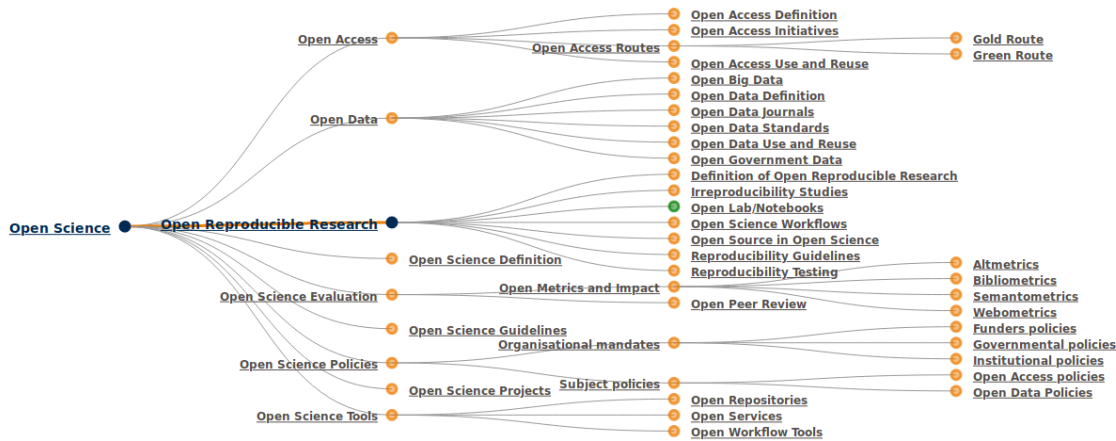 Open Science
Open Access
Open Access Definition
Open Access Initiatives
Open Access Routes
Gold Route
Green Route
Open Access Use and Reuse
Open Data
Open Big Data
Open Data Definition
Open Data Journals
Open Data Standards
Open Data Use and Reuse
Open Government Data
Open Reproducible Research
Definition of Open Reproducible Research
Irreproducibility Studies
Open Lab/Notebooks
Open Science Workflows
Open Source in Open Science
Reproducibility Guidelines
Reproducibility Testing
Open Science Definition
Open Science Evaluation
Open Metrics and Impact
Altmetrics
Bibliometrics
Semantometrics
Webometrics
Open Peer Review
Open Science Guidelines
Open Science Policies
Organisational mandates
Funders policies
Governmental policies
Institutional policies
Subject policies
Open Access policies
Open Data Policies
Open Science Projects
Open Science Tools
Open Repositories
Open Services
Open Workflow Tools